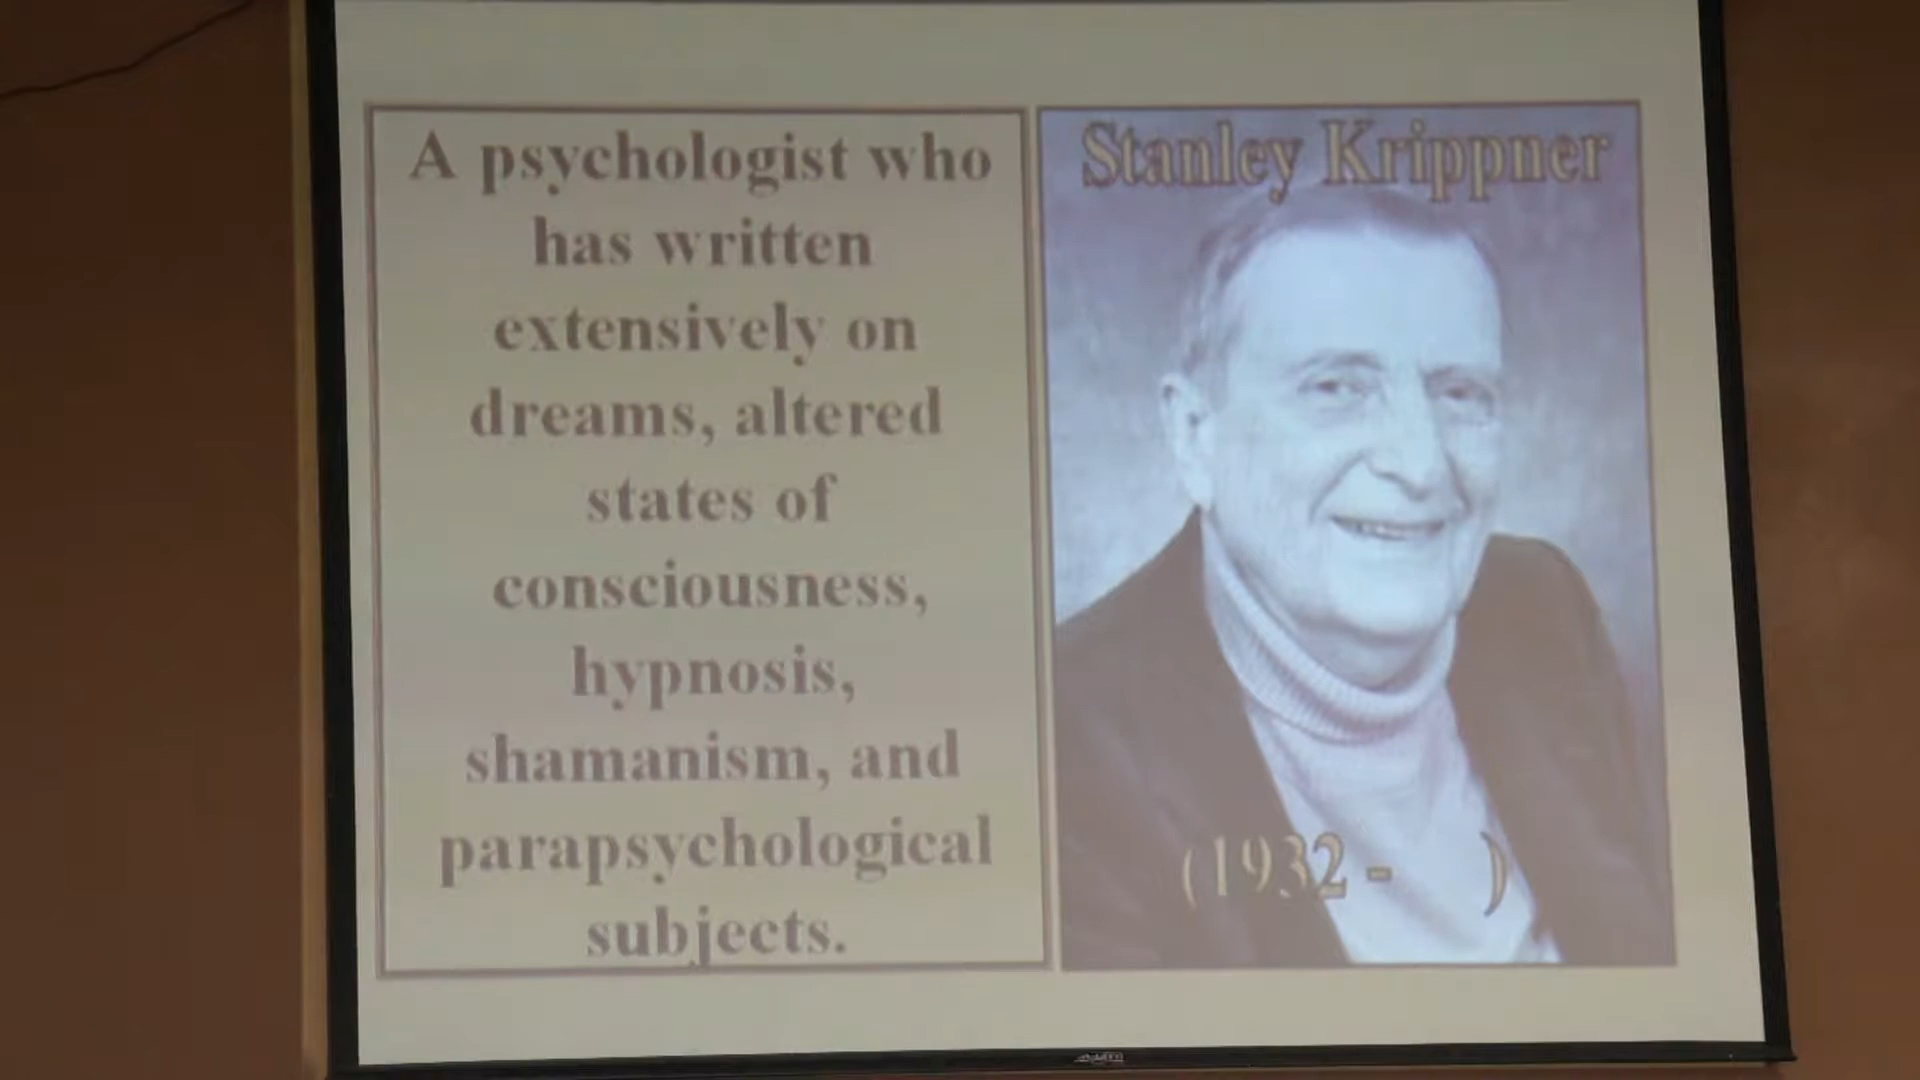 A psychologist who
has written
extensively on
dreams, altered
states of
consciousness,
hypnosis,
shamanism, and
parapsychological
subjects.
Stanley Krippner
(1932 - )